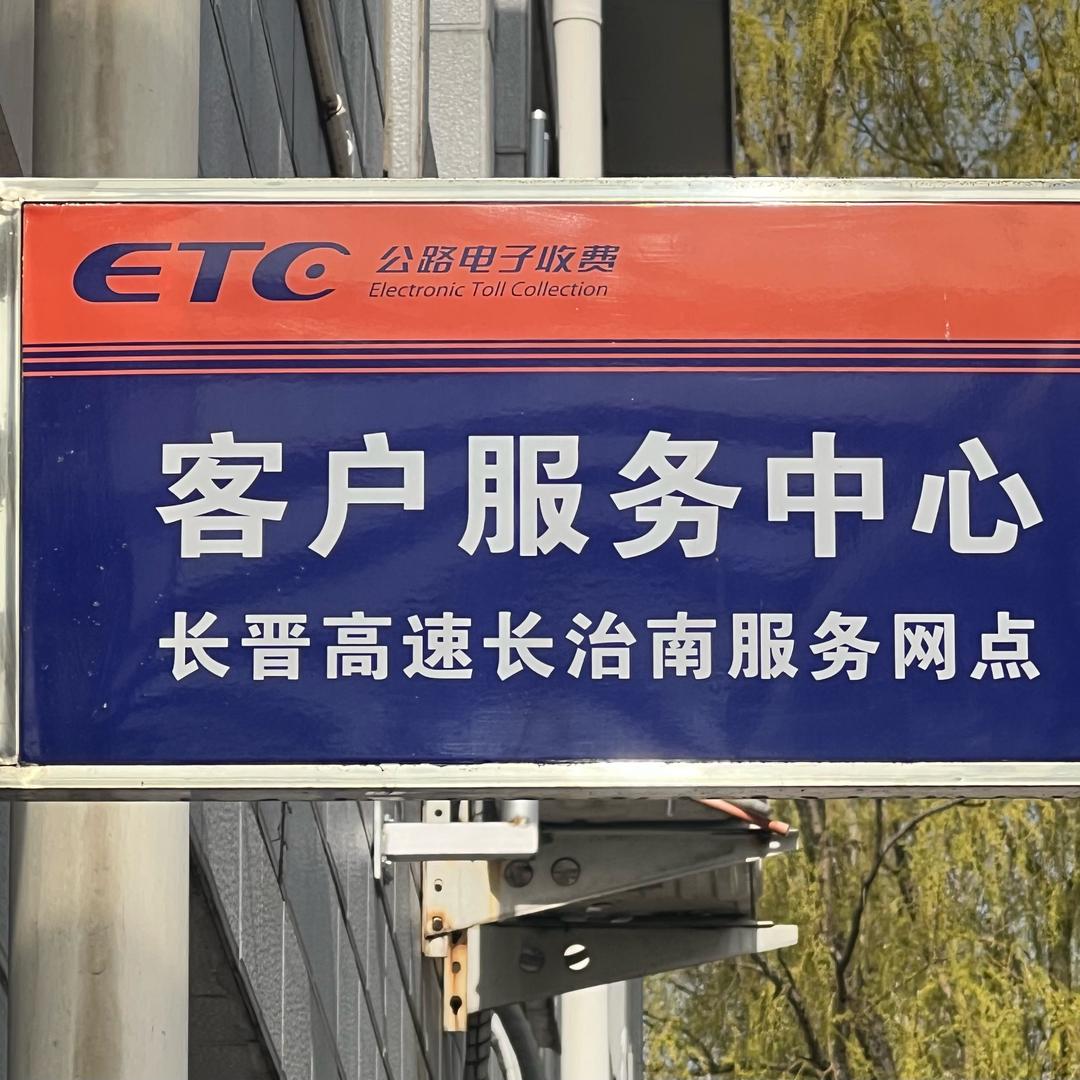 ETC 公路电子收费
Electronic Toll Collection
客户服务中心
长晋高速长治南服务网点